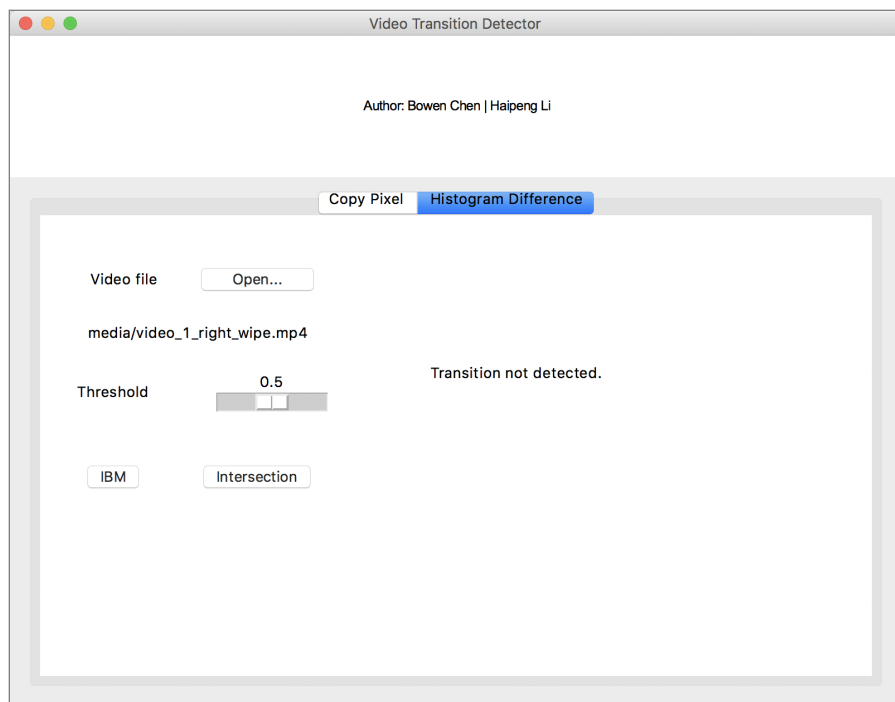 Video Transition Detector
Author: Bowen Chen | Haipeng Li
Copy Pixel Histogram Difference
Video file Open...
media/video_1_right_wipe.mp4
Transition not detected.
0.5
Threshold
IBM Intersection